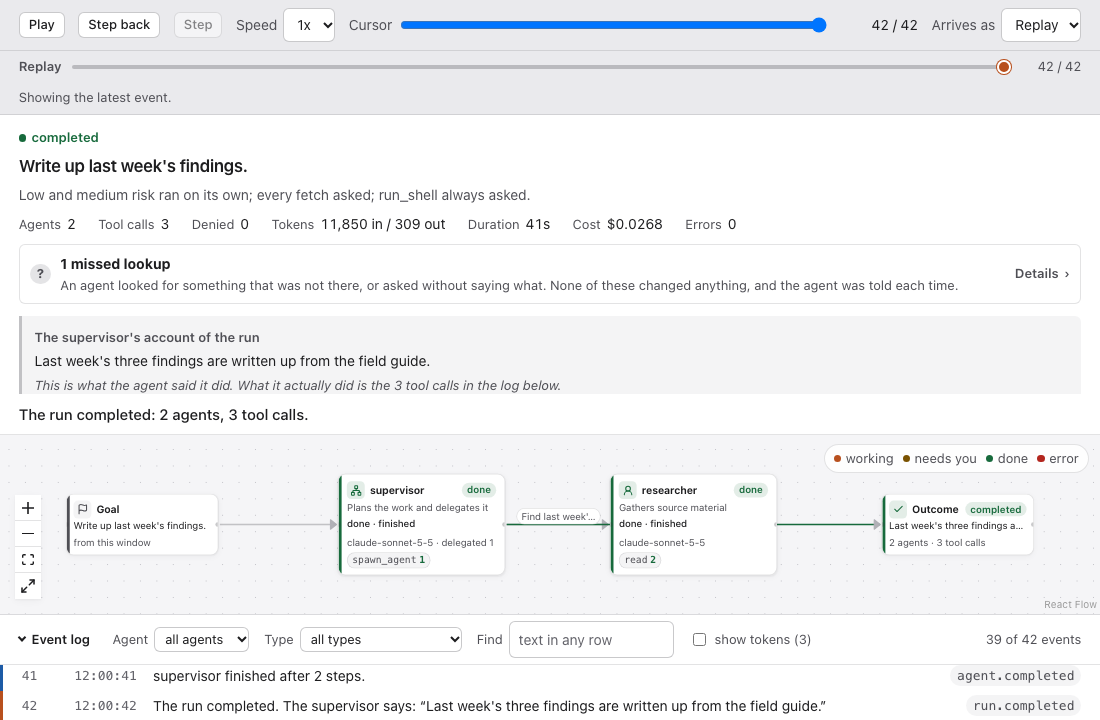 Play Step back Step Speed 1x Cursor 42 / 42 Arrives as Replay
Replay 42 / 42
Showing the latest event.
completed
Write up last week's findings.
Low and medium risk ran on its own; every fetch asked; run_shell always asked.
Agents 2 Tool calls 3 Denied 0 Tokens 11,850 in / 309 out Duration 41s Cost $0.0268 Errors 0
? 1 missed lookup
An agent looked for something that was not there, or asked without saying what. None of these changed anything, and the agent was told each time.
Details ›
The supervisor's account of the run
Last week's three findings are written up from the field guide.
This is what the agent said it did. What it actually did is the 3 tool calls in the log below.
The run completed: 2 agents, 3 tool calls.
working needs you done error
Goal
Write up last week's findings.
from this window
supervisor done
Plans the work and delegates it
done · finished
claude-sonnet-5-5 · delegated 1
spawn_agent 1
Find last week'...
researcher done
Gathers source material
done · finished
claude-sonnet-5-5
read 2
Outcome completed
Last week's three findings a...
2 agents · 3 tool calls
React Flow
Event log Agent all agents Type all types Find text in any row show tokens (3) 39 of 42 events
41 12:00:41 supervisor finished after 2 steps. agent.completed
42 12:00:42 The run completed. The supervisor says: “Last week's three findings are written up from the field guide.” run.completed